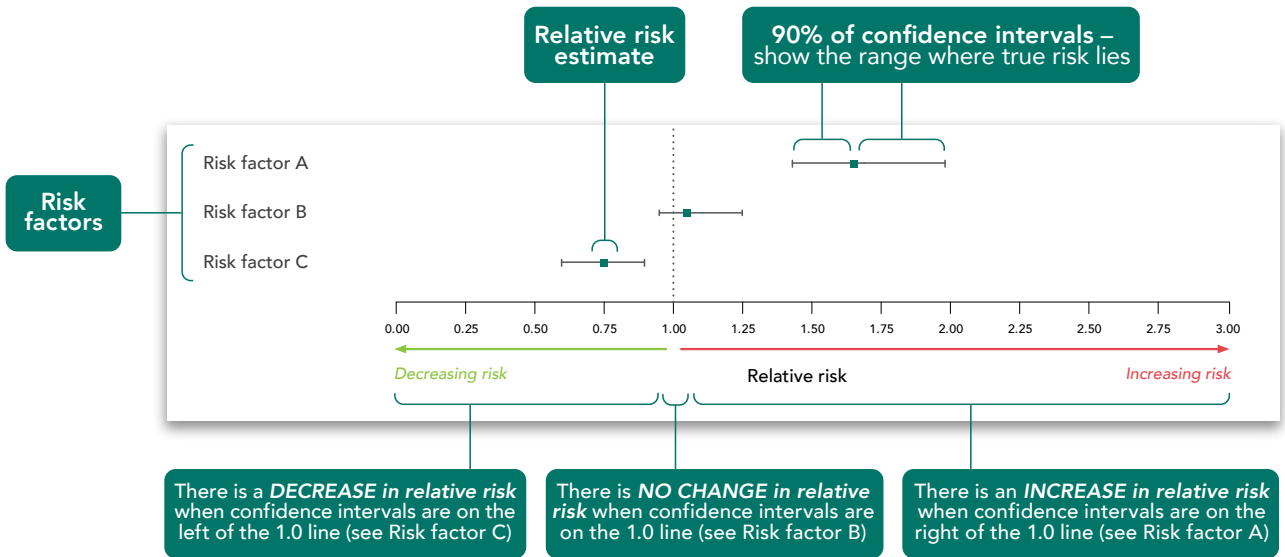 Relative risk
estimate
90% of confidence intervals –
show the range where true risk lies
Risk
factors
Risk factor A
Risk factor B
Risk factor C
0.00 0.25 0.50 0.75 1.00 1.25 1.50 1.75 2.00 2.25 2.50 2.75 3.00
Decreasing risk Relative risk Increasing risk
There is a DECREASE in relative risk
when confidence intervals are on the
left of the 1.0 line (see Risk factor C)
There is NO CHANGE in relative
risk when confidence intervals are
on the 1.0 line (see Risk factor B)
There is an INCREASE in relative risk
when confidence intervals are on the
right of the 1.0 line (see Risk factor A)